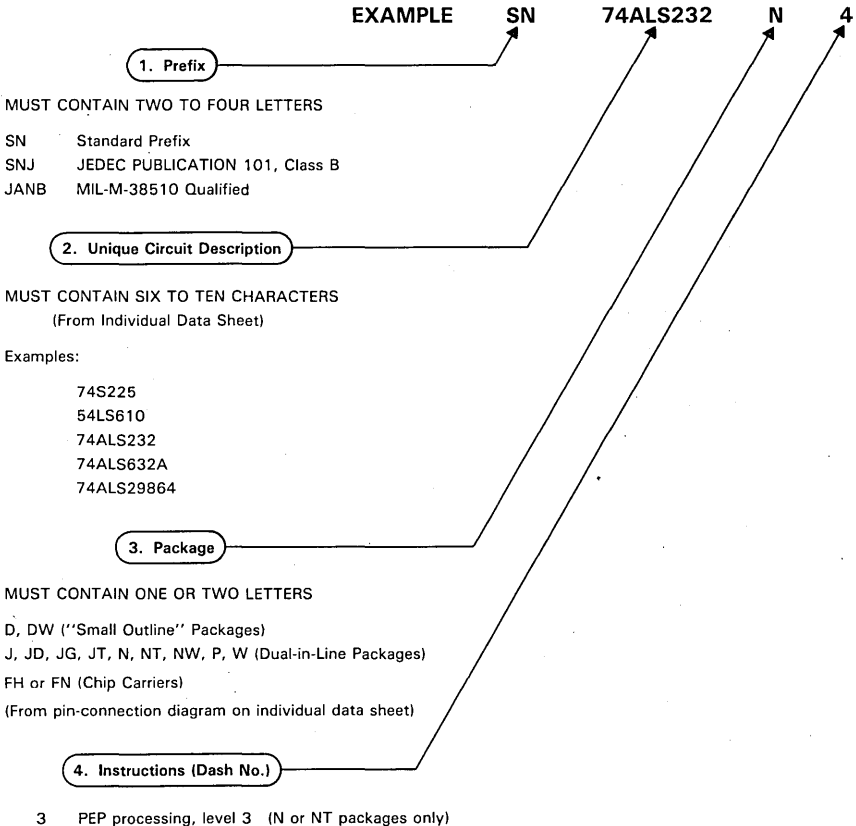 EXAMPLE SN 74ALS232 N 4
1. Prefix
MUST CONTAIN TWO TO FOUR LETTERS
SN Standard Prefix
SNJ JEDEC PUBLICATION 101, Class B
JANB MIL-M-38510 Qualified
2. Unique Circuit Description
MUST CONTAIN SIX TO TEN CHARACTERS
(From Individual Data Sheet)
Examples:
74S225
54LS610
74ALS232
74ALS632A
74ALS29864
3. Package
MUST CONTAIN ONE OR TWO LETTERS
D, DW (''Small Outline'' Packages)
J, JD, JG, JT, N, NT, NW, P, W (Dual-in-Line Packages)
FH or FN (Chip Carriers)
(From pin-connection diagram on individual data sheet)
4. Instructions (Dash No.)
3 PEP processing, level 3 (N or NT packages only)